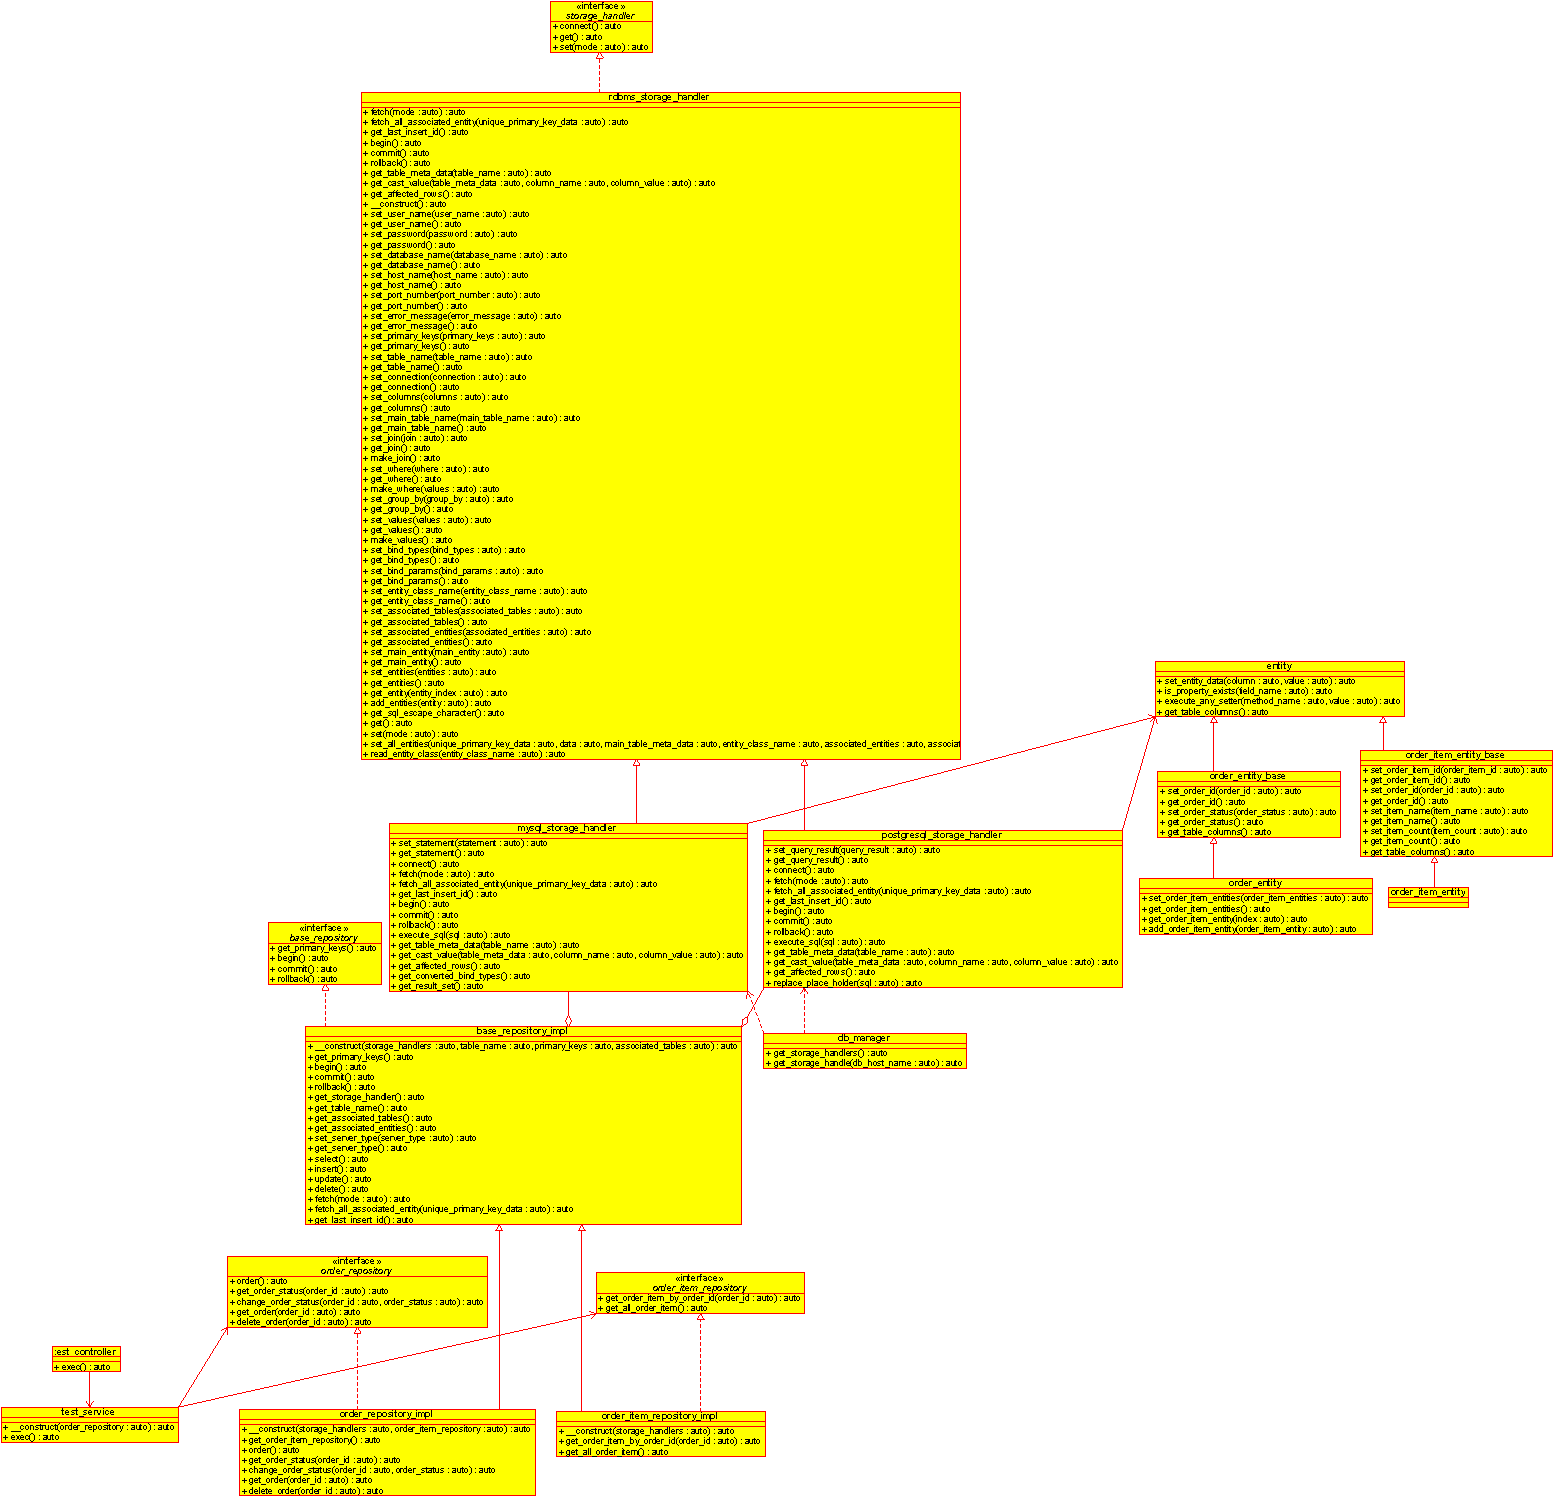 «interface »
storage_handler
+ connect() : auto
+ get() : auto
+ set(mode : auto) : auto
rdbms_storage_handler
+ fetch(mode : auto) : auto
+ fetch_all_associated_entity(unique_primary_key_data : auto) : auto
+ get_last_insert_id() : auto
+ begin() : auto
+ commit() : auto
+ rollback() : auto
+ get_table_meta_data(table_name : auto) : auto
+ get_cast_value(table_meta_data : auto, column_name : auto, column_value : auto) : auto
+ get_affected_rows() : auto
+ __construct() : auto
+ set_user_name(user_name : auto) : auto
+ get_user_name() : auto
+ set_password(password : auto) : auto
+ get_password() : auto
+ set_database_name(database_name : auto) : auto
+ get_database_name() : auto
+ set_host_name(host_name : auto) : auto
+ get_host_name() : auto
+ set_port_number(port_number : auto) : auto
+ get_port_number() : auto
+ set_error_message(error_message : auto) : auto
+ get_error_message() : auto
+ set_primary_keys(primary_keys : auto) : auto
+ get_primary_keys() : auto
+ set_table_name(table_name : auto) : auto
+ get_table_name() : auto
+ set_connection(connection : auto) : auto
+ get_connection() : auto
+ set_columns(columns : auto) : auto
+ get_columns() : auto
+ set_main_table_name(main_table_name : auto) : auto
+ get_main_table_name() : auto
+ set_join(join : auto) : auto
+ get_join() : auto
+ make_join() : auto
+ set_where(where : auto) : auto
+ get_where() : auto
+ make_where(values : auto) : auto
+ set_group_by(group_by : auto) : auto
+ get_group_by() : auto
+ set_values(values : auto) : auto
+ get_values() : auto
+ make_values() : auto
+ set_bind_types(bind_types : auto) : auto
+ get_bind_types() : auto
+ set_bind_params(bind_params : auto) : auto
+ get_bind_params() : auto
+ set_entity_class_name(entity_class_name : auto) : auto
+ get_entity_class_name() : auto
+ set_associated_tables(associated_tables : auto) : auto
+ get_associated_tables() : auto
+ set_associated_entities(associated_entities : auto) : auto
+ get_associated_entities() : auto
+ set_main_entity(main_entity : auto) : auto
+ get_main_entity() : auto
+ set_entities(entities : auto) : auto
+ get_entities() : auto
+ get_entity(entity_index : auto) : auto
+ add_entities(entity : auto) : auto
+ get_sql_escape_character() : auto
+ get() : auto
+ set(mode : auto) : auto
+ set_all_entities(unique_primary_key_data : auto, data : auto, main_table_meta_data : auto, entity_class_name : auto, associated_entities : auto, associat
+ read_entity_class(entity_class_name : auto) : auto
entity
+ set_entity_data(column : auto, value : auto) : auto
+ is_property_exists(field_name : auto) : auto
+ execute_any_setter(method_name : auto, value : auto) : auto
+ get_table_columns() : auto
order_entity_base
+ set_order_id(order_id : auto) : auto
+ get_order_id() : auto
+ set_order_status(order_status : auto) : auto
+ get_order_status() : auto
+ get_table_columns() : auto
order_item_entity_base
+ set_order_item_id(order_item_id : auto) : auto
+ get_order_item_id() : auto
+ set_order_id(order_id : auto) : auto
+ get_order_id() : auto
+ set_item_name(item_name : auto) : auto
+ get_item_name() : auto
+ set_item_count(item_count : auto) : auto
+ get_item_count() : auto
+ get_table_columns() : auto
order_entity
+ set_order_item_entities(order_item_entities : auto) : auto
+ get_order_item_entities() : auto
+ get_order_item_entity(index : auto) : auto
+ add_order_item_entity(order_item_entity : auto) : auto
order_item_entity
mysql_storage_handler
+ set_statement(statement : auto) : auto
+ get_statement() : auto
+ connect() : auto
+ fetch(mode : auto) : auto
+ fetch_all_associated_entity(unique_primary_key_data : auto) : auto
+ get_last_insert_id() : auto
+ begin() : auto
+ commit() : auto
+ rollback() : auto
+ execute_sql(sql : auto) : auto
+ get_table_meta_data(table_name : auto) : auto
+ get_cast_value(table_meta_data : auto, column_name : auto, column_value : auto) : auto
+ get_affected_rows() : auto
+ get_converted_bind_types() : auto
+ get_result_set() : auto
postgresql_storage_handler
+ set_query_result(query_result : auto) : auto
+ get_query_result() : auto
+ connect() : auto
+ fetch(mode : auto) : auto
+ fetch_all_associated_entity(unique_primary_key_data : auto) : auto
+ get_last_insert_id() : auto
+ begin() : auto
+ commit() : auto
+ rollback() : auto
+ execute_sql(sql : auto) : auto
+ get_table_meta_data(table_name : auto) : auto
+ get_cast_value(table_meta_data : auto, column_name : auto, column_value : auto) : auto
+ get_affected_rows() : auto
+ replace_place_holder(sql : auto) : auto
«interface »
base_repository
+ get_primary_keys() : auto
+ begin() : auto
+ commit() : auto
+ rollback() : auto
base_repository_impl
+ __construct(storage_handlers : auto, table_name : auto, primary_keys : auto, associated_tables : auto) : auto
+ get_primary_keys() : auto
+ begin() : auto
+ commit() : auto
+ rollback() : auto
+ get_storage_handler() : auto
+ get_table_name() : auto
+ get_associated_tables() : auto
+ get_associated_entities() : auto
+ set_server_type(server_type : auto) : auto
+ get_server_type() : auto
+ select() : auto
+ insert() : auto
+ update() : auto
+ delete() : auto
+ fetch(mode : auto) : auto
+ fetch_all_associated_entity(unique_primary_key_data : auto) : auto
+ get_last_insert_id() : auto
db_manager
+ get_storage_handlers() : auto
+ get_storage_handle(db_host_name : auto) : auto
«interface »
order_repository
+ order() : auto
+ get_order_status(order_id : auto) : auto
+ change_order_status(order_id : auto, order_status : auto) : auto
+ get_order(order_id : auto) : auto
+ delete_order(order_id : auto) : auto
«interface »
order_item_repository
+ get_order_item_by_order_id(order_id : auto) : auto
+ get_all_order_item() : auto
test_controller
+ exec() : auto
test_service
+ __construct(order_repository : auto) : auto
+ exec() : auto
order_repository_impl
+ __construct(storage_handlers : auto, order_item_repository : auto) : auto
+ get_order_item_repository() : auto
+ order() : auto
+ get_order_status(order_id : auto) : auto
+ change_order_status(order_id : auto, order_status : auto) : auto
+ get_order(order_id : auto) : auto
+ delete_order(order_id : auto) : auto
order_item_repository_impl
+ __construct(storage_handlers : auto) : auto
+ get_order_item_by_order_id(order_id : auto) : auto
+ get_all_order_item() : auto